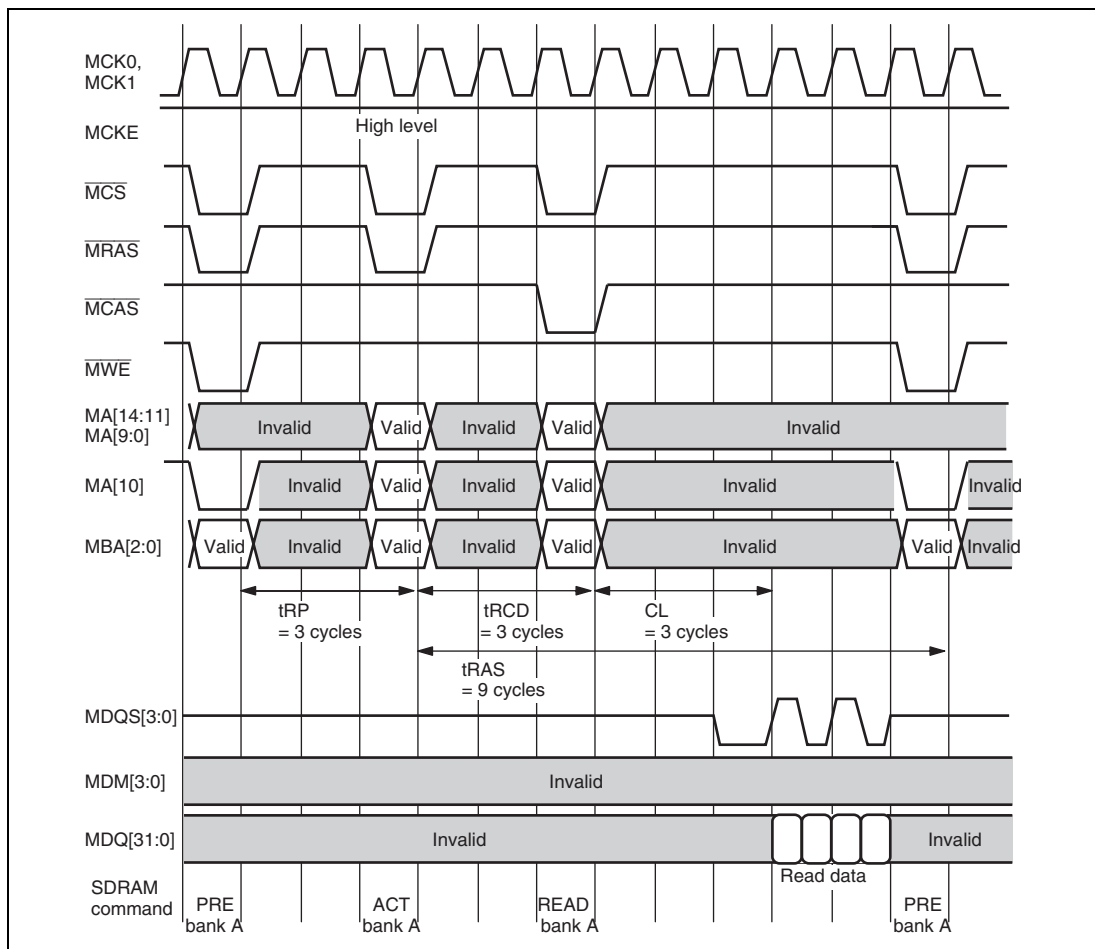 MCK0,
MCK1
MCKE
High level
MCS
MRAS
MCAS
MWE
MA[14:11]
MA[9:0]
Invalid Valid Invalid Valid Invalid
MA[10]
Invalid Valid Invalid Valid Invalid Invalid
MBA[2:0]
Valid Invalid Valid Invalid Valid Invalid Valid Invalid
tRP
= 3 cycles
tRCD
= 3 cycles
CL
= 3 cycles
tRAS
= 9 cycles
MDQS[3:0]
MDM[3:0]
Invalid
MDQ[31:0]
Invalid Invalid
Read data
SDRAM
command
PRE
bank A
ACT
bank A
READ
bank A
PRE
bank A